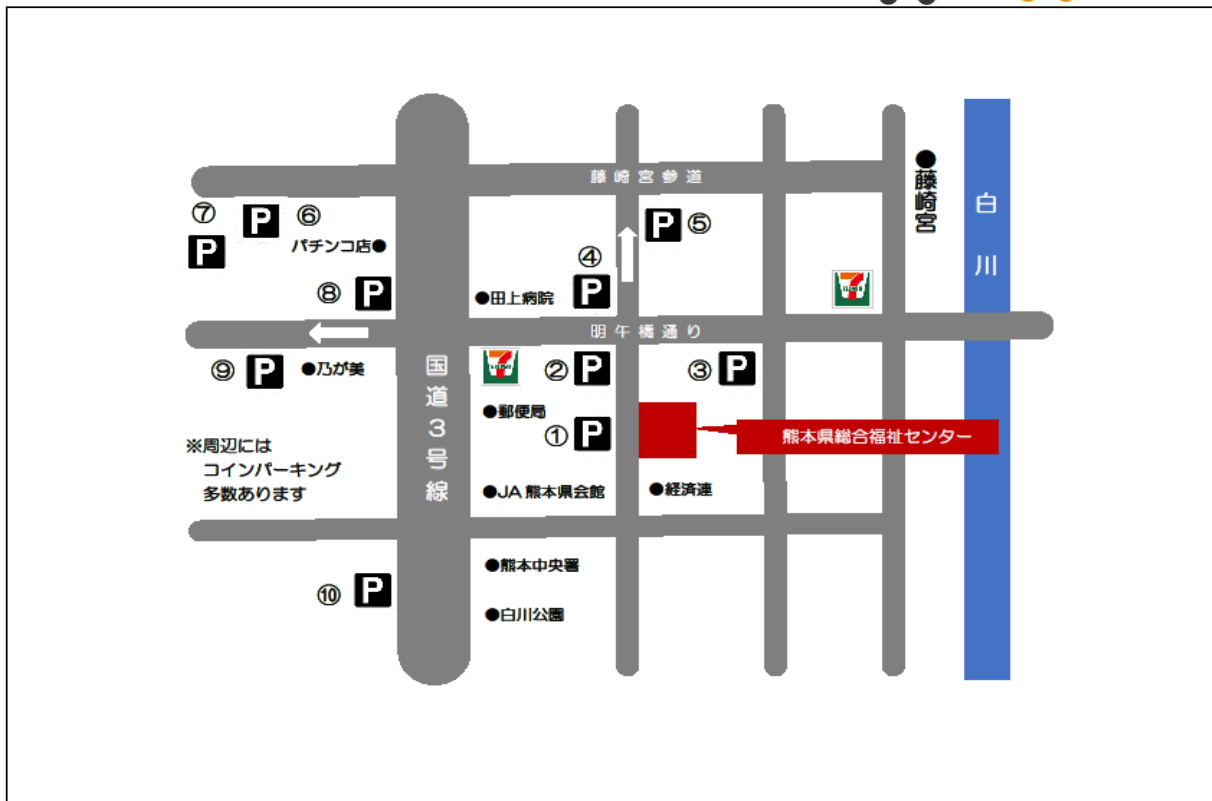 藤崎宮参道
●藤崎宮
白川
⑦
P
⑥
P
パチンコ店●
P
⑤
④
P
●田上病院
⑧
P
明午橋通り
国道3号線
⑨
P
●乃が美
②
P
③
P
●郵便局
①
P
熊本県総合福祉センター
※周辺には
コインパーキング
多数あります
●JA 熊本県会館
●経済連
●熊本中央署
⑩
P
●白川公園